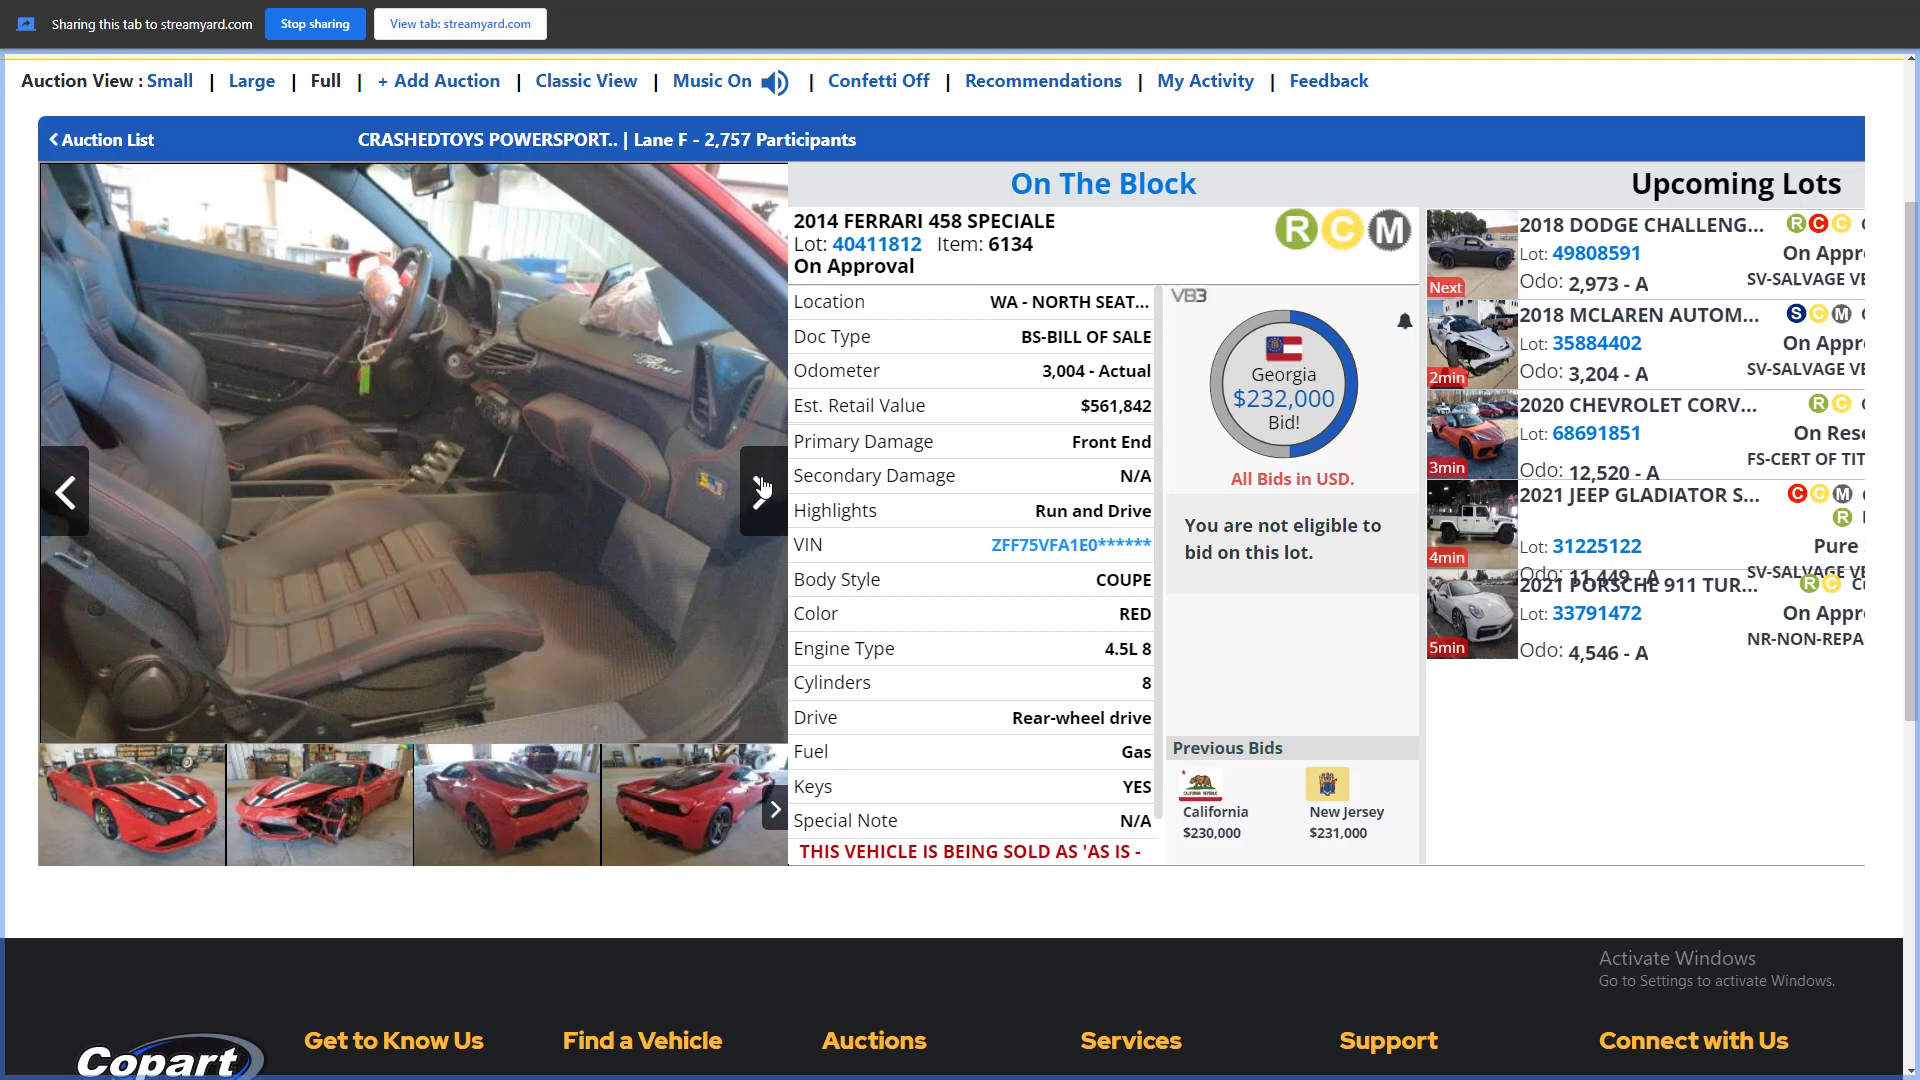 Sharing this tab to streamyard.com Stop sharing View tab: streamyard.com
Auction View : Small | Large | Full | + Add Auction | Classic View | Music On | Confetti Off | Recommendations | My Activity | Feedback
Auction List CRASHEDTOYS POWERSPORT.. | Lane F - 2,757 Participants
On The Block
2014 FERRARI 458 SPECIALE
Lot: 40411812 Item: 6134
On Approval
R C M
Location WA - NORTH SEAT...
Doc Type BS-BILL OF SALE
Odometer 3,004 - Actual
Est. Retail Value $561,842
Primary Damage Front End
Secondary Damage N/A
Highlights Run and Drive
VIN ZFF75VFA1E0******
Body Style COUPE
Color RED
Engine Type 4.5L 8
Cylinders 8
Drive Rear-wheel drive
Fuel Gas
Keys YES
Special Note N/A
THIS VEHICLE IS BEING SOLD AS 'AS IS -
VB3
Georgia
$232,000
Bid!
All Bids in USD.
You are not eligible to
bid on this lot.
Previous Bids
California
$230,000
New Jersey
$231,000
Upcoming Lots
2018 DODGE CHALLENG... R C C
Lot: 49808591 On Appr
Next Odo: 2,973 - A SV-SALVAGE VE
2018 MCLAREN AUTOM... S C M
Lot: 35884402 On Appr
2min Odo: 3,204 - A SV-SALVAGE VE
2020 CHEVROLET CORV... R C
Lot: 68691851 On Rese
3min Odo: 12,520 - A FS-CERT OF TIT
2021 JEEP GLADIATOR S... C C M
R
Lot: 31225122 Pure
4min Odo: 11,449 - A SV-SALVAGE VE
2021 PORSCHE 911 TUR... R C
Lot: 33791472 On Appr
5min Odo: 4,546 - A NR-NON-REPA
Activate Windows
Go to Settings to activate Windows.
Copart
Get to Know Us Find a Vehicle Auctions Services Support Connect with Us